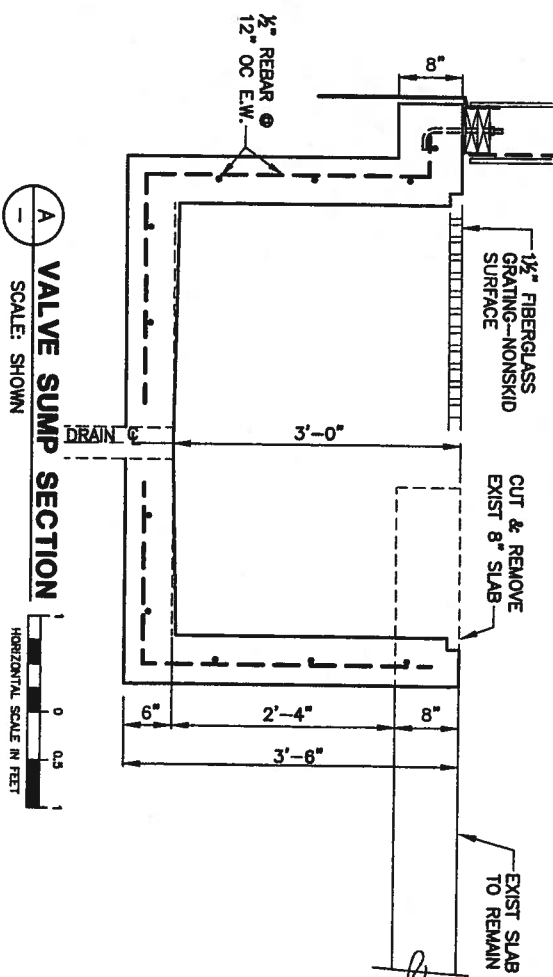 8"
½" REBAR @
12" OC E.W.
1½" FIBERGLASS
GRATING-NONSKID
SURFACE
3'-0"
DRAIN ℄
CUT & REMOVE
EXIST 8" SLAB
6"
2'-4"
8"
3'-6"
EXIST SLAB
TO REMAIN
A
-
VALVE SUMP SECTION
SCALE: SHOWN
1 0 0.5 1
HORIZONTAL SCALE IN FEET